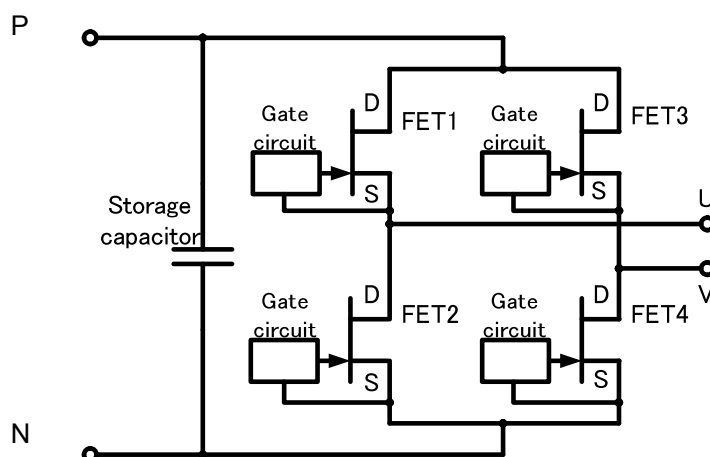 P
D
Gate
circuit
FET1
S
D
Gate
circuit
FET3
S
U
Storage
capacitor
V
D
Gate
circuit
FET2
S
D
Gate
circuit
FET4
S
N